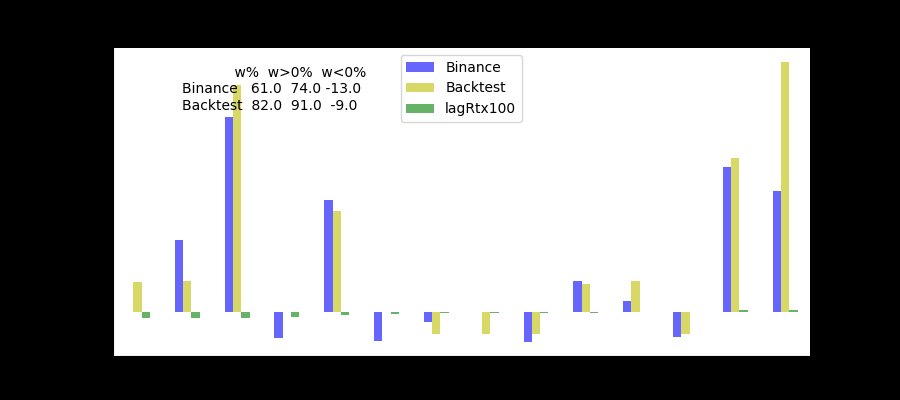 w%  w>0%  w<0%
Binance  61.0  74.0 -13.0
Backtest  82.0  91.0  -9.0
Binance
Backtest
lagRtx100